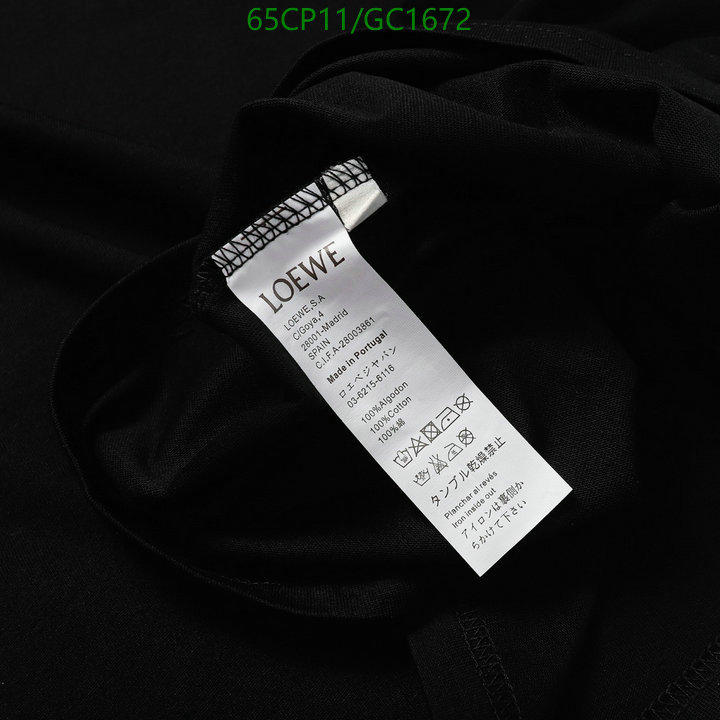 65CP11/GC1672
LOEWE
LOEWE,S.A
C/Goya,4
28001-Madrid
SPAIN
C.I.F.A-28003861
Made in Portugal
ロエベジャパン
03-6215-6116
100%Algodon
100%Cotton
100%綿
タンブル乾燥禁止
Planchar al revés
Iron inside out
アイロンは裏側か
らかけて下さい